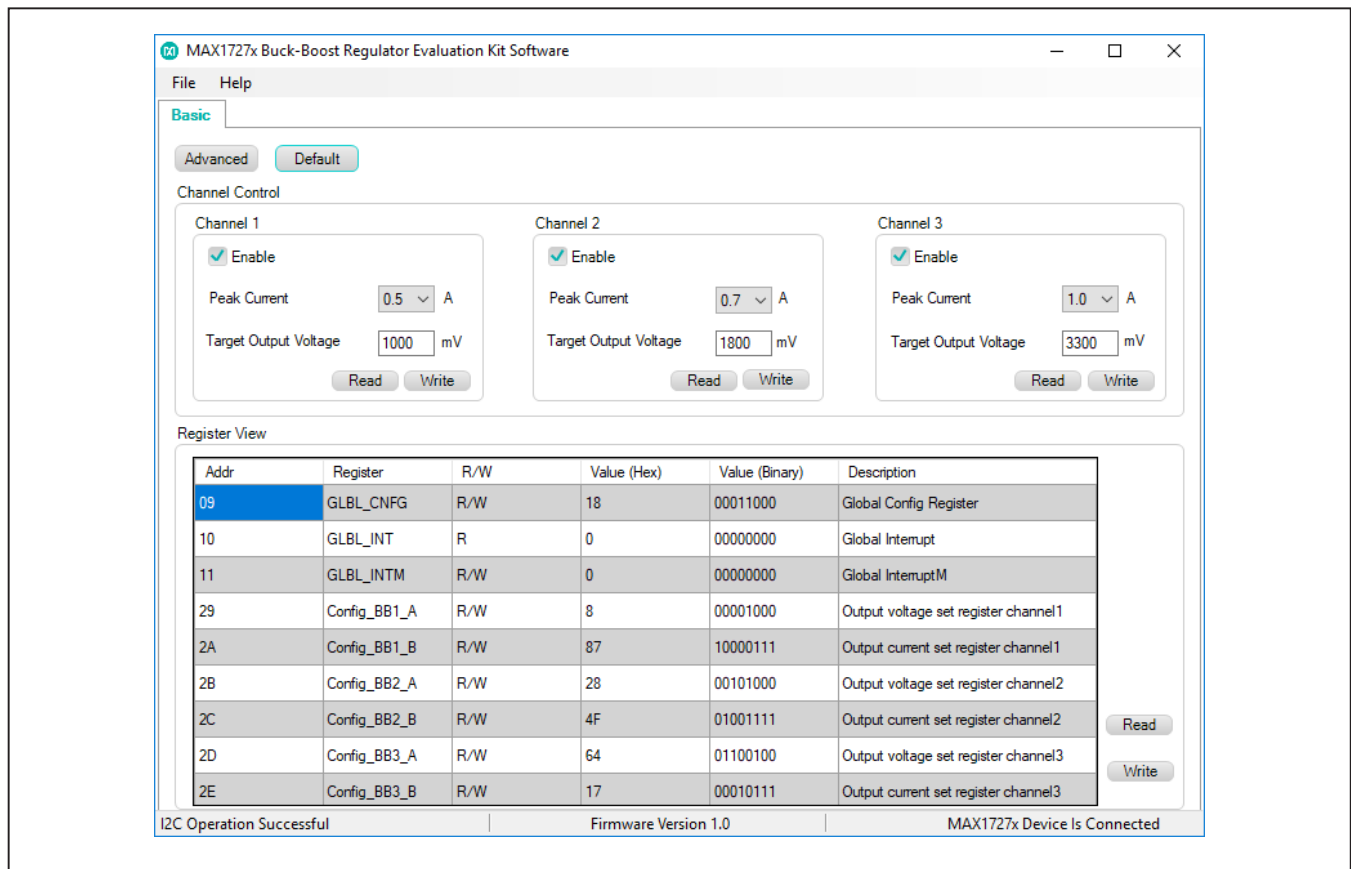 MAX1727x Buck-Boost Regulator Evaluation Kit Software
File Help
Basic
Advanced Default
Channel Control
Channel 1 Channel 2 Channel 3
Enable Enable Enable
Peak Current 0.5 A Peak Current 0.7 A Peak Current 1.0 A
Target Output Voltage 1000 mV Target Output Voltage 1800 mV Target Output Voltage 3300 mV
Read Write Read Write Read Write
Register View
Addr Register R/W Value (Hex) Value (Binary) Description
09 GLBL_CNFG R/W 18 00011000 Global Config Register
10 GLBL_INT R 0 00000000 Global Interrupt
11 GLBL_INTM R/W 0 00000000 Global InterruptM
29 Config_BB1_A R/W 8 00001000 Output voltage set register channel1
2A Config_BB1_B R/W 87 10000111 Output current set register channel1
2B Config_BB2_A R/W 28 00101000 Output voltage set register channel2
2C Config_BB2_B R/W 4F 01001111 Output current set register channel2
Read
2D Config_BB3_A R/W 64 01100100 Output voltage set register channel3
Write
2E Config_BB3_B R/W 17 00010111 Output current set register channel3
I2C Operation Successful Firmware Version 1.0 MAX1727x Device Is Connected